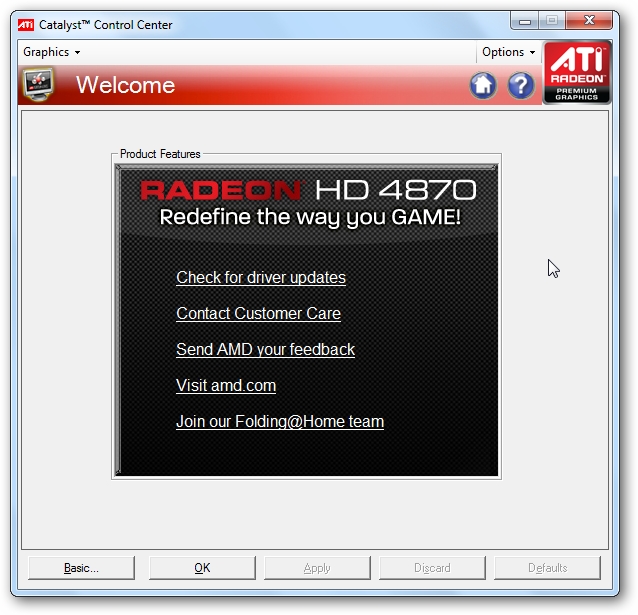 ATI Catalyst™ Control Center
Graphics
Options
Welcome
?
ATI
RADEON
PREMIUM
GRAPHICS
Product Features
RADEON HD 4870
Redefine the way you GAME!
Check for driver updates
Contact Customer Care
Send AMD your feedback
Visit amd.com
Join our Folding@Home team
Basic...
OK
Apply
Discard
Defaults